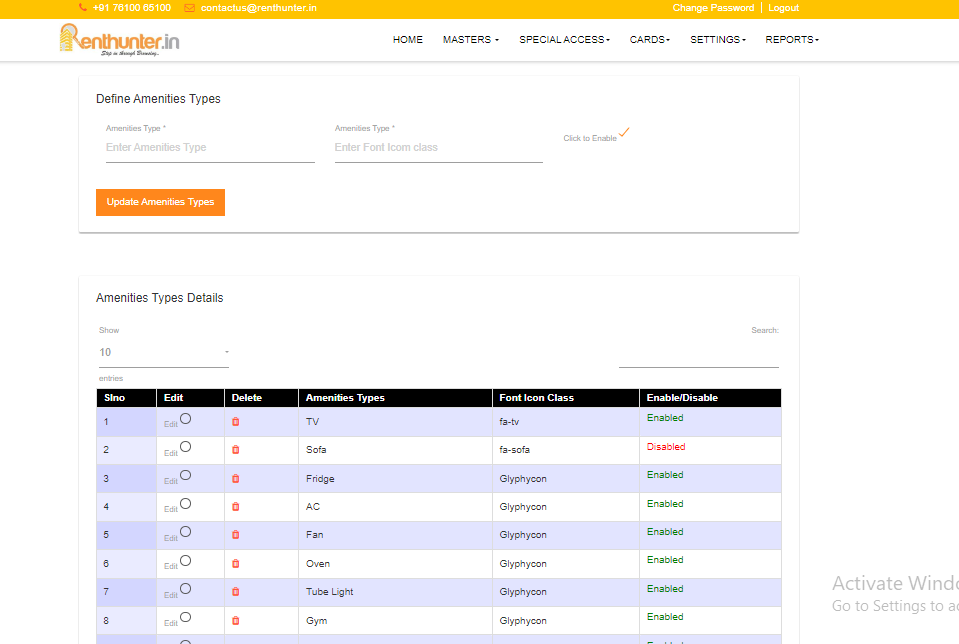 +91 76100 65100 contactus@renthunter.in Change Password | Logout
Renthunter.in
Step in through Browsing..
HOME MASTERS SPECIAL ACCESS CARDS SETTINGS REPORTS
Define Amenities Types
Amenities Type * Amenities Type *
Enter Amenities Type Enter Font Icom class Click to Enable
Update Amenities Types
Amenities Types Details
Show Search:
10
entries
Slno Edit Delete Amenities Types Font Icon Class Enable/Disable
1 Edit TV fa-tv Enabled
2 Edit Sofa fa-sofa Disabled
3 Edit Fridge Glyphycon Enabled
4 Edit AC Glyphycon Enabled
5 Edit Fan Glyphycon Enabled
6 Edit Oven Glyphycon Enabled
7 Edit Tube Light Glyphycon Enabled
8 Edit Gym Glyphycon Enabled
Activate Windo
Go to Settings to ac